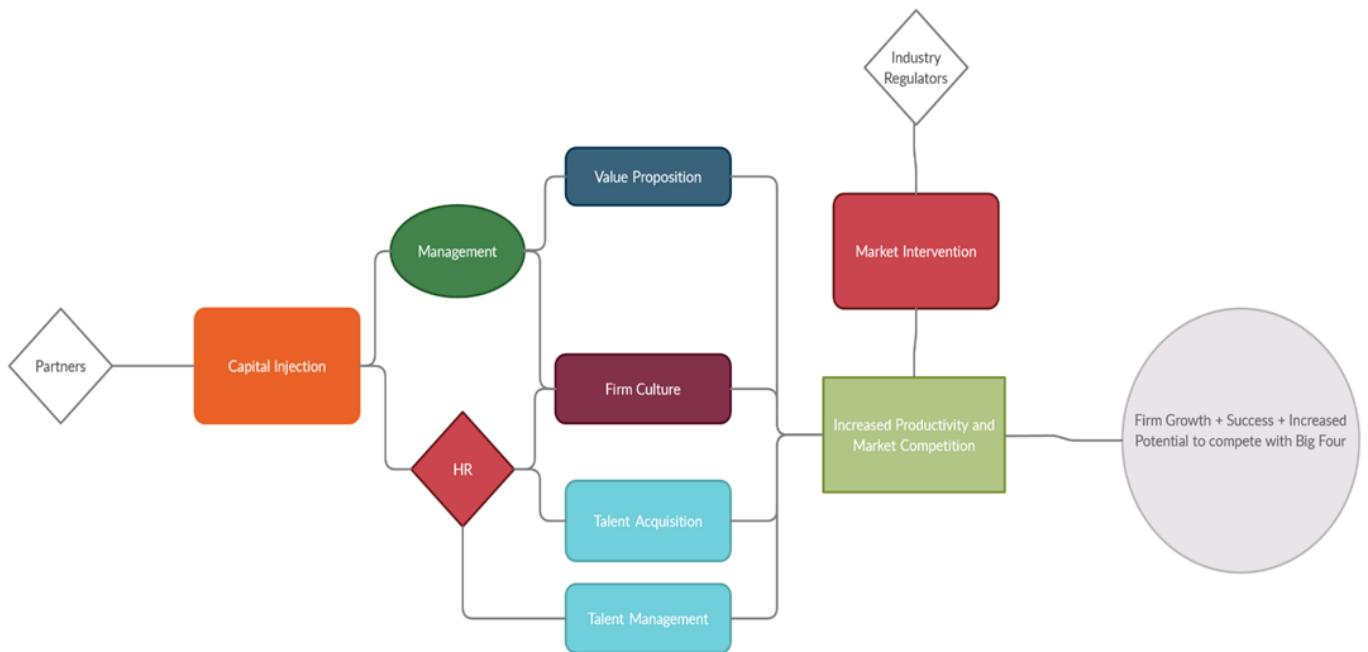 Industry
Regulators
Value Proposition
Management
Market Intervention
Partners
Capital Injection
Firm Culture
Increased Productivity and
Market Competition
Firm Growth + Success + Increased
Potential to compete with Big Four
HR
Talent Acquisition
Talent Management